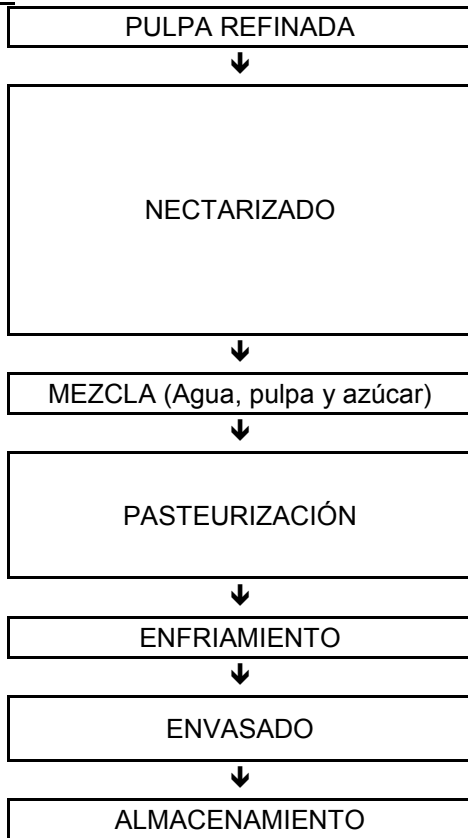 PULPA REFINADA
NECTARIZADO
MEZCLA (Agua, pulpa y azúcar)
PASTEURIZACIÓN
ENFRIAMIENTO
ENVASADO
ALMACENAMIENTO